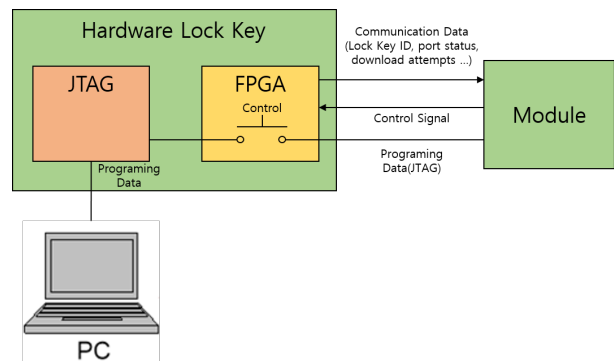 Hardware Lock Key
JTAG
FPGA
Control
Programing
Data
Communication Data
(Lock Key ID, port status,
download attempts ...)
Control Signal
Programing
Data(JTAG)
Module
PC